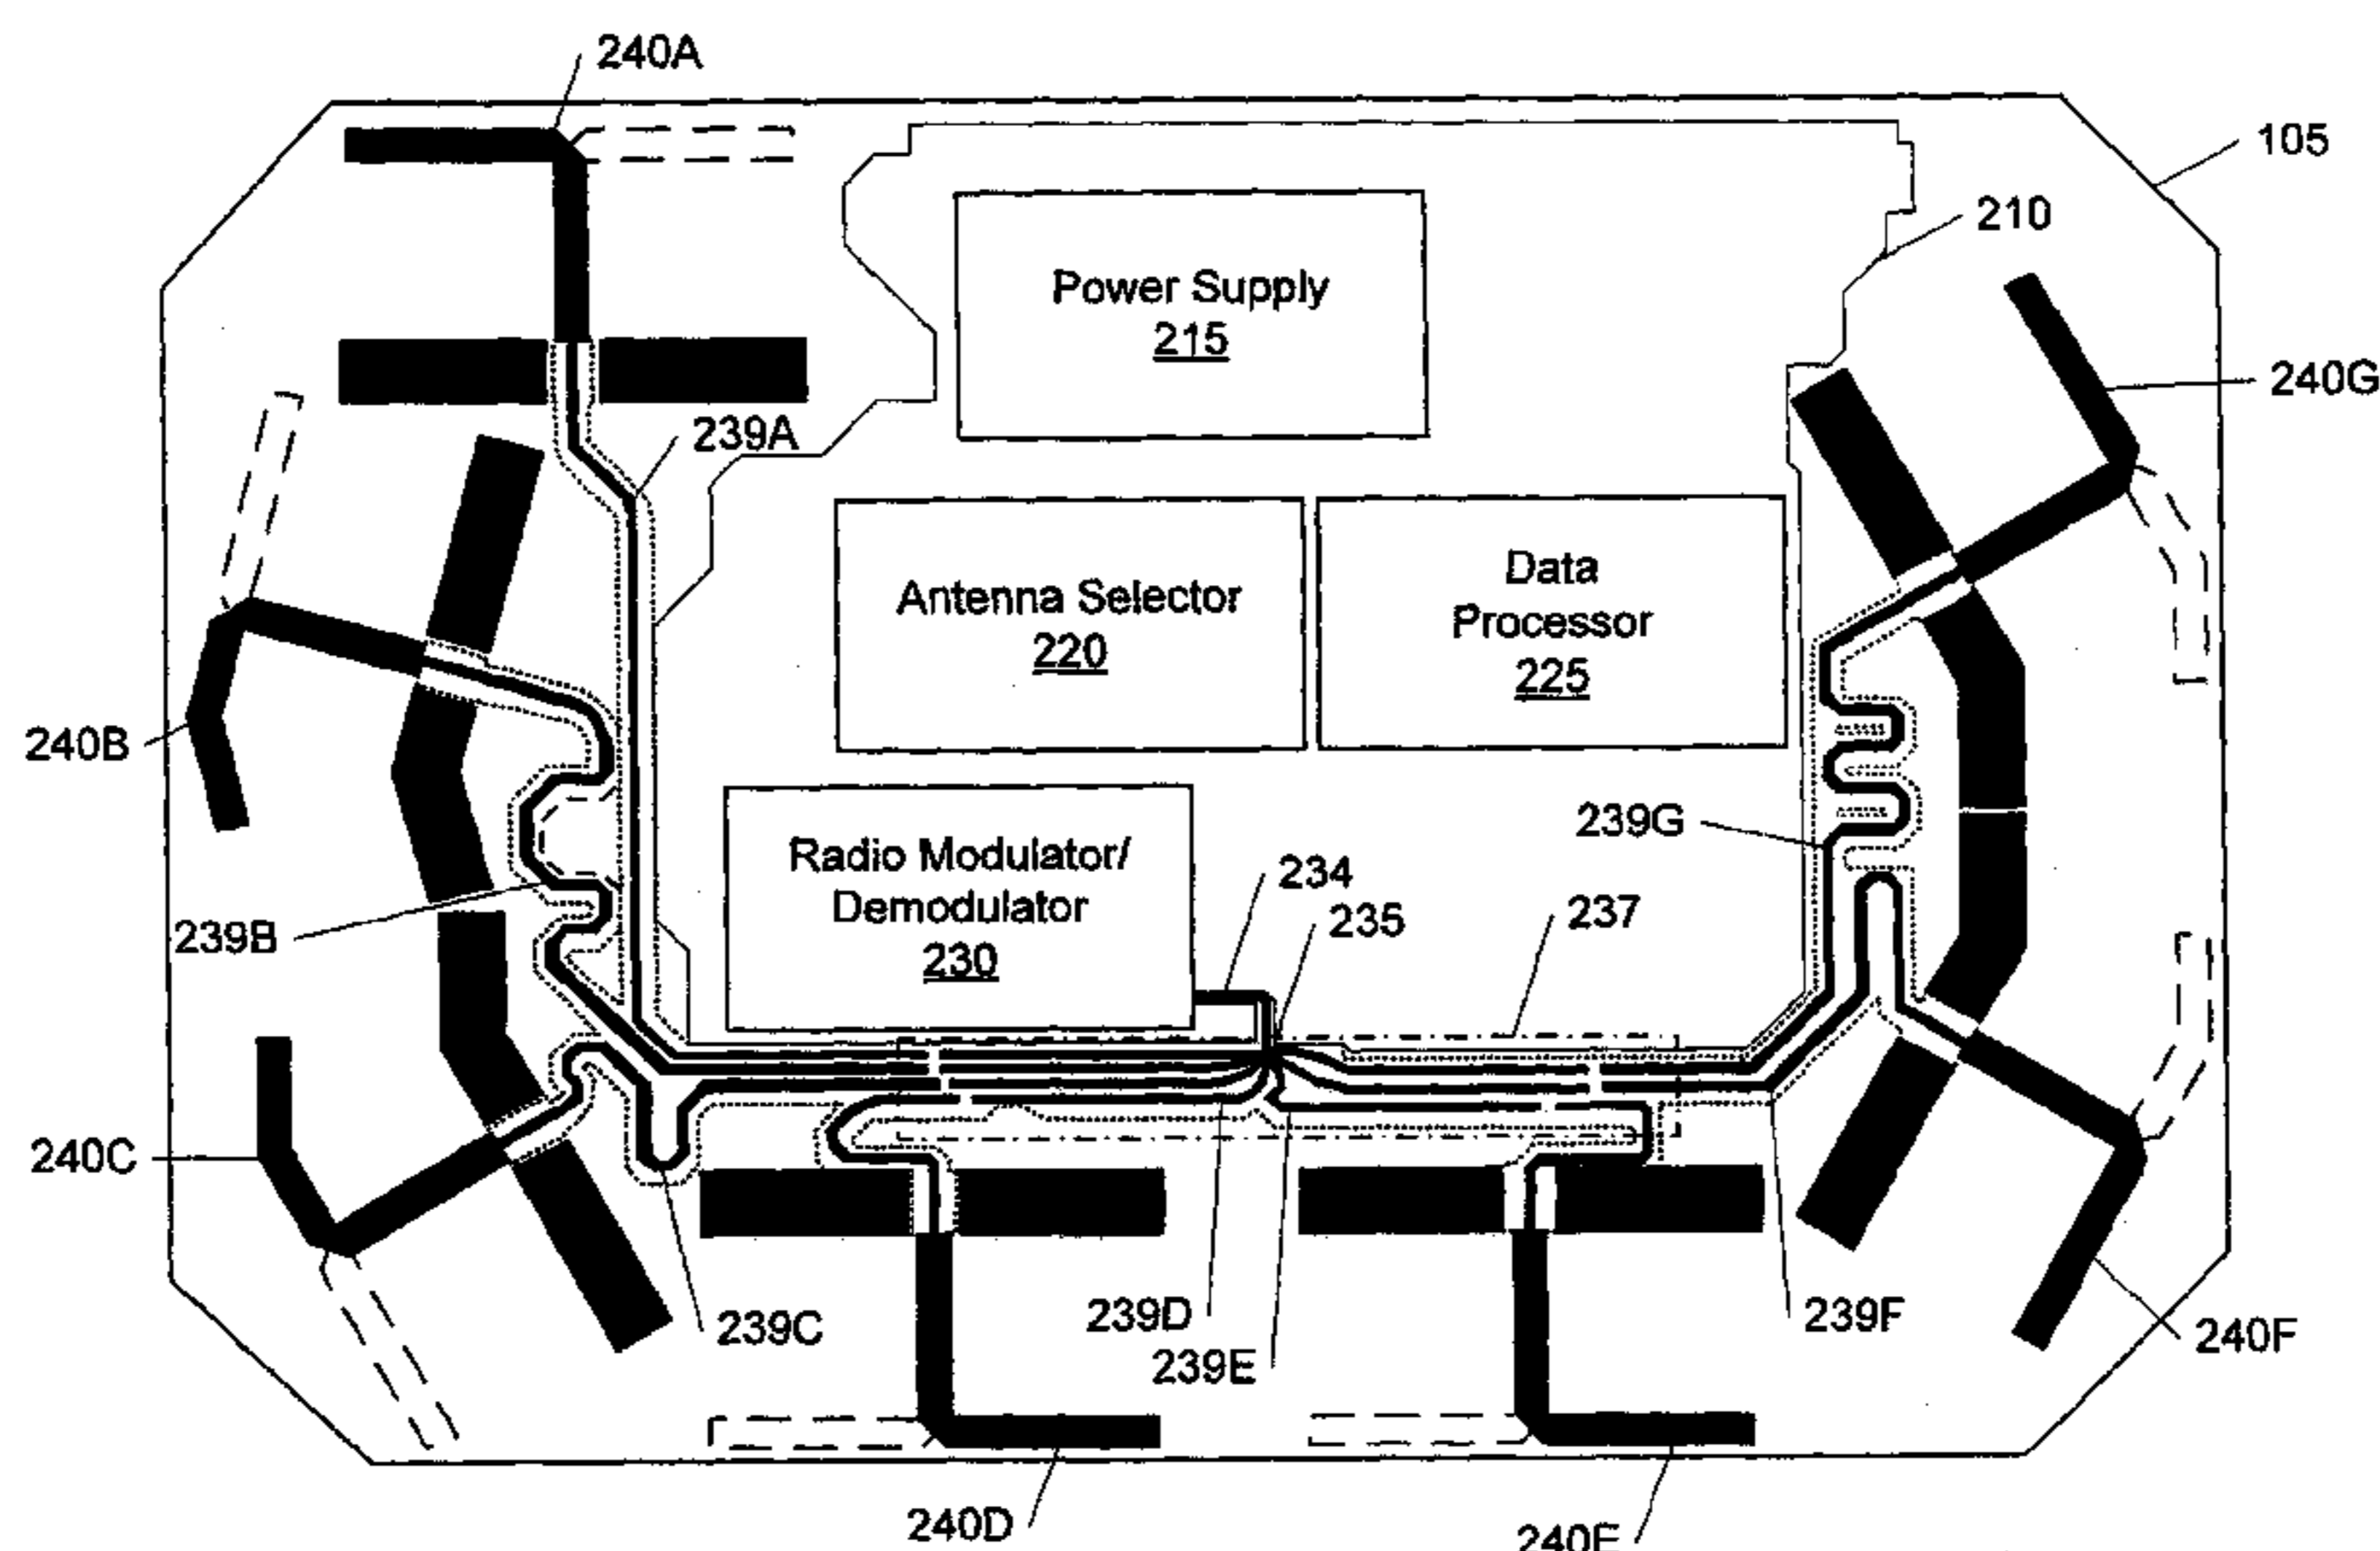 240A
105
210
Power Supply
215
240G
239A
Antenna Selector
220
Data
Processor
225
240B
239G
Radio Modulator/
Demodulator
230
234
235
237
239B
240C
239C
239D
239E
239F
240F
240D
240E